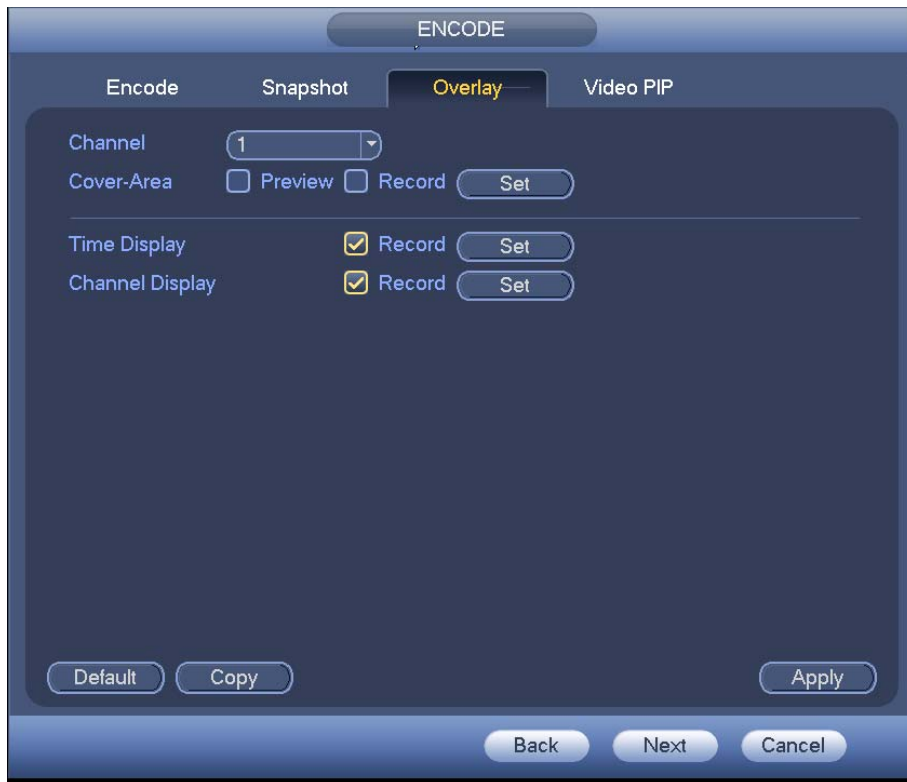 ENCODE
Encode Snapshot Overlay Video PIP
Channel 1
Cover-Area Preview Record Set
Time Display Record Set
Channel Display Record Set
Default Copy Apply
Back Next Cancel